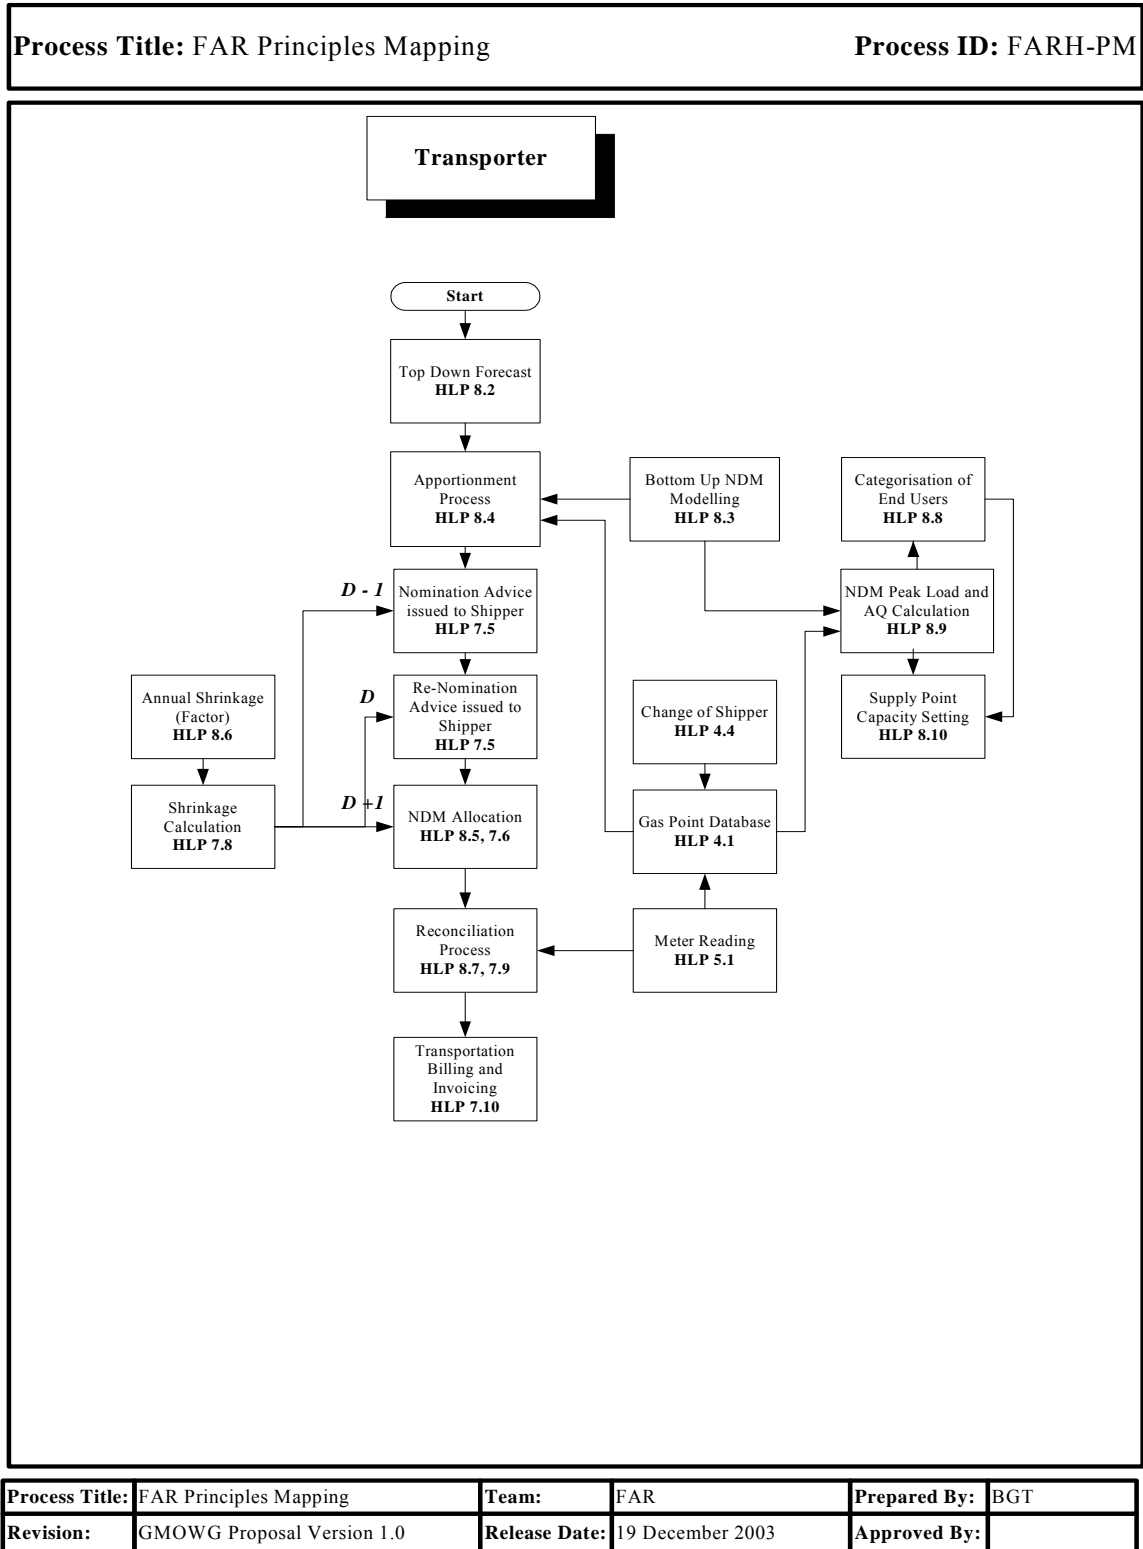 Process Title: FAR Principles Mapping
Process ID: FARH-PM
Transporter
Start
Top Down Forecast
HLP 8.2
Apportionment
Process
HLP 8.4
Bottom Up NDM
Modelling
HLP 8.3
Categorisation of
End Users
HLP 8.8
D - 1
Nomination Advice
issued to Shipper
HLP 7.5
NDM Peak Load and
AQ Calculation
HLP 8.9
Annual Shrinkage
(Factor)
HLP 8.6
D
Re-Nomination
Advice issued to
Shipper
HLP 7.5
Change of Shipper
HLP 4.4
Supply Point
Capacity Setting
HLP 8.10
Shrinkage
Calculation
HLP 7.8
D +1
NDM Allocation
HLP 8.5, 7.6
Gas Point Database
HLP 4.1
Reconciliation
Process
HLP 8.7, 7.9
Meter Reading
HLP 5.1
Transportation
Billing and
Invoicing
HLP 7.10
Process Title: FAR Principles Mapping Team: FAR Prepared By: BGT
Revision: GMOWG Proposal Version 1.0 Release Date: 19 December 2003 Approved By: